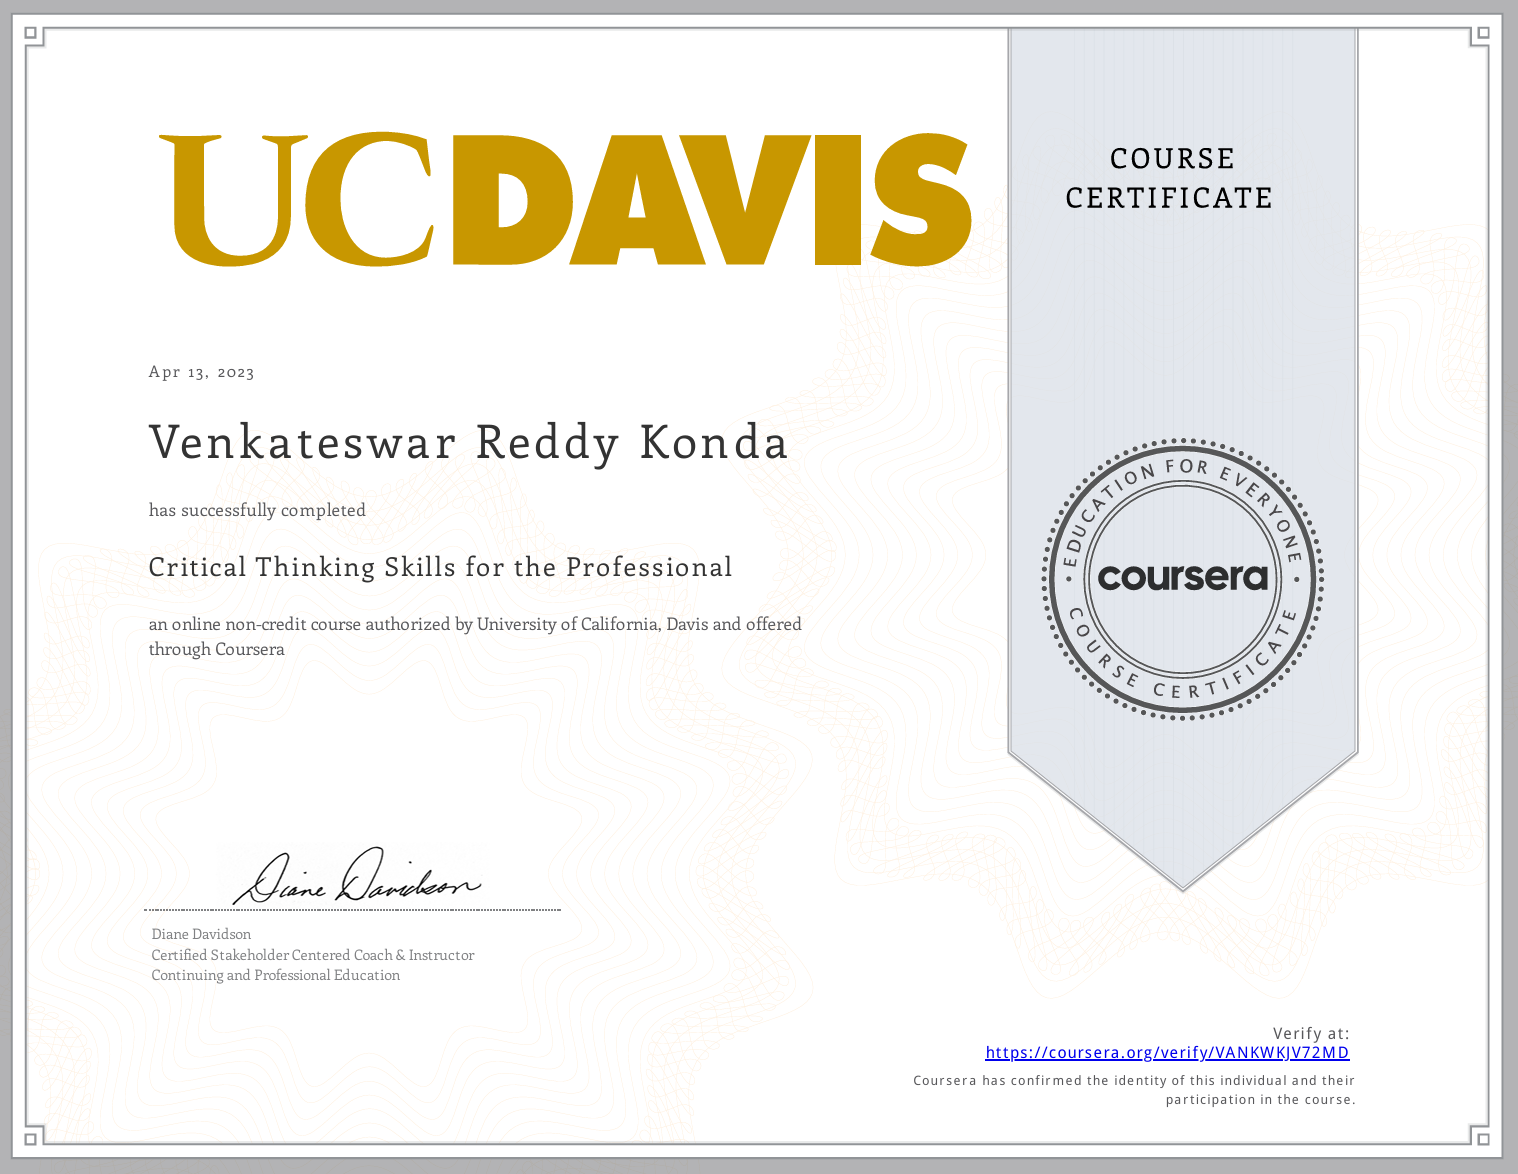 UCDAVIS
COURSE
CERTIFICATE
Apr 13, 2023
Venkateswar Reddy Konda
has successfully completed
Critical Thinking Skills for the Professional
an online non-credit course authorized by University of California, Davis and offered
through Coursera
EDUCATION FOR EVERYONE
coursera
COURSE CERTIFICATE
Diane Davidson
Diane Davidson
Certified Stakeholder Centered Coach & Instructor
Continuing and Professional Education
Verify at:
https://coursera.org/verify/VANKWKJV72MD
Coursera has confirmed the identity of this individual and their
participation in the course.